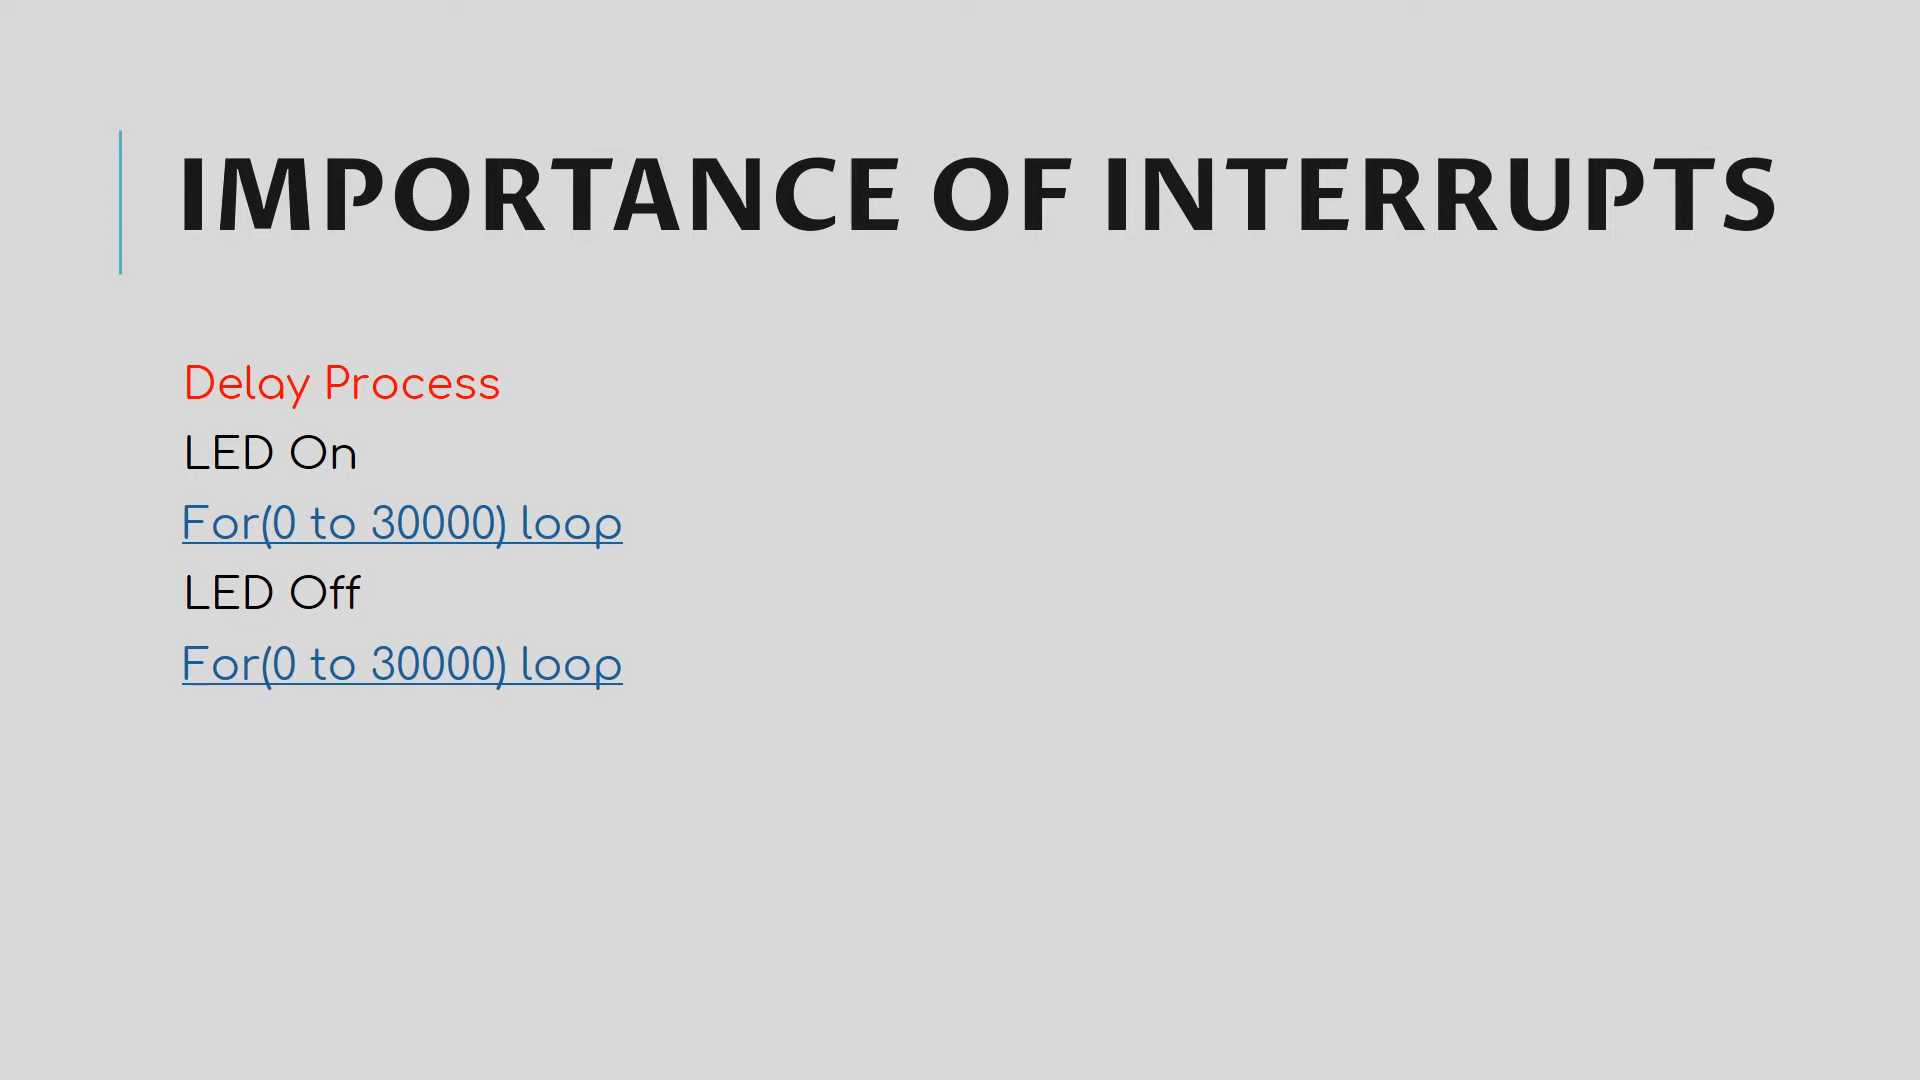 IMPORTANCE OF INTERRUPTS
Delay Process
LED On
For(0 to 30000) loop
LED Off
For(0 to 30000) loop